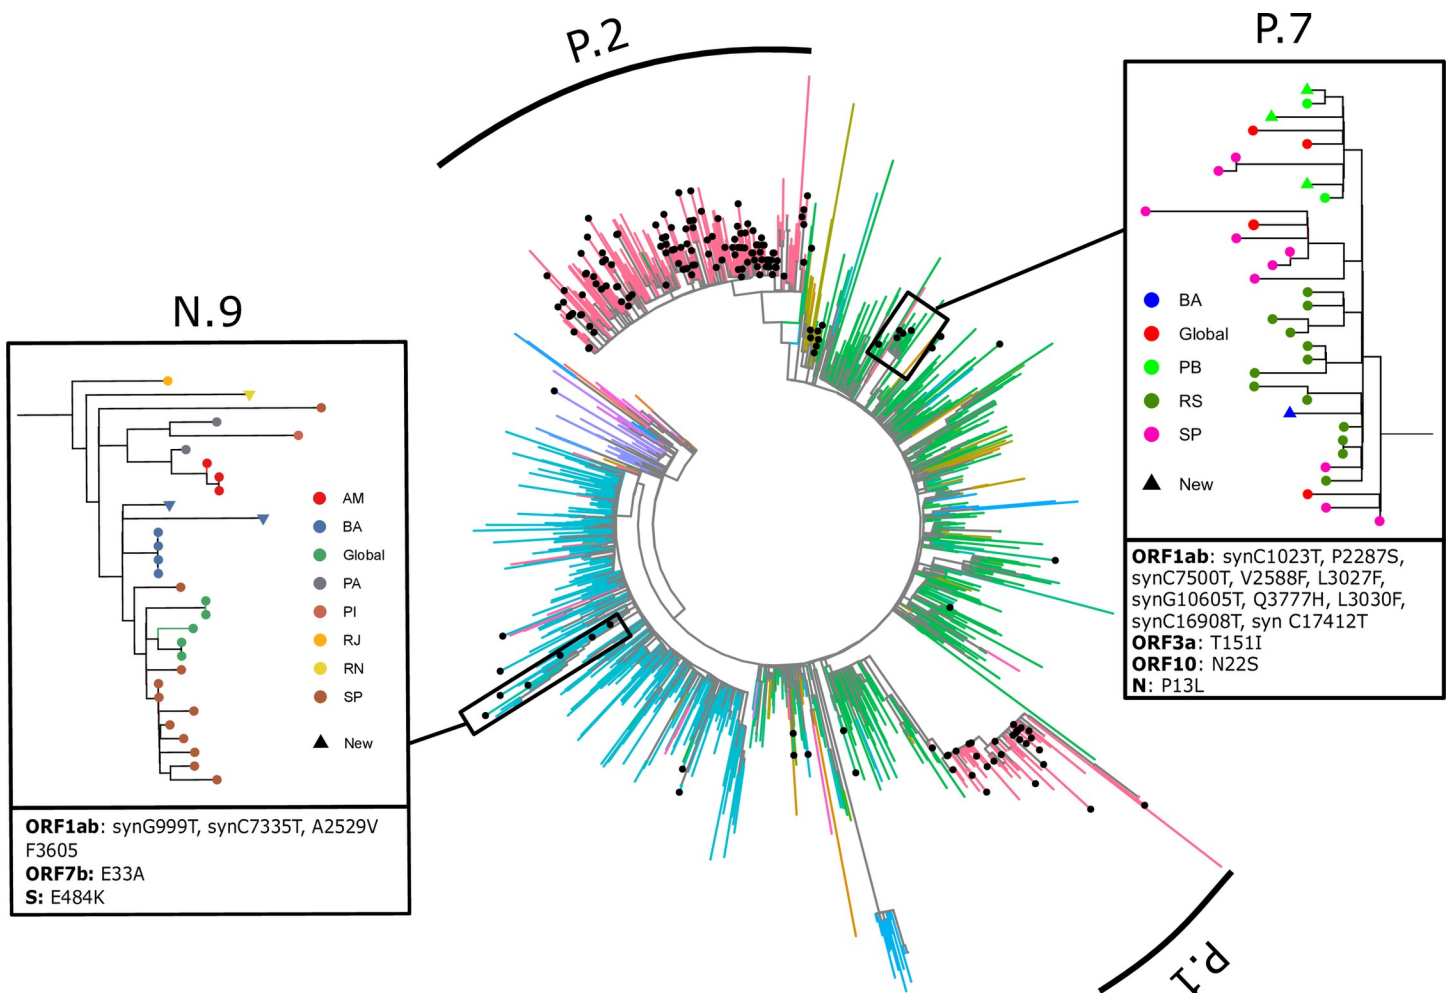 P.2
P.7
N.9
BA
Global
PB
RS
SP
New
AM
BA
Global
PA
PI
RJ
RN
SP
New
ORF1ab: synC1023T, P2287S,
synC7500T, V2588F, L3027F,
synG10605T, Q3777H, L3030F,
synC16908T, syn C17412T
ORF3a: T151I
ORF10: N22S
N: P13L
ORF1ab: synG999T, synC7335T, A2529V
F3605
ORF7b: E33A
S: E484K
P.1